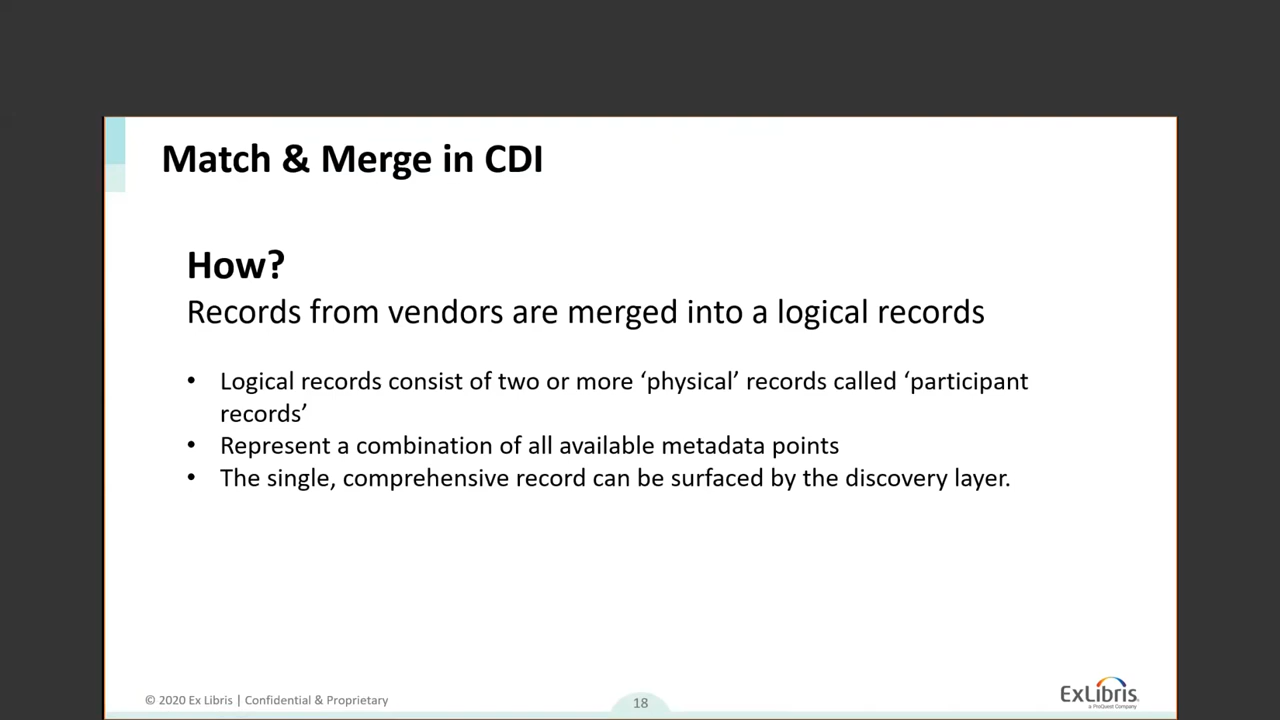 Match & Merge in CDI
How?
Records from vendors are merged into a logical records
• Logical records consist of two or more ‘physical’ records called ‘participant
records’
• Represent a combination of all available metadata points
• The single, comprehensive record can be surfaced by the discovery layer.
© 2020 Ex Libris | Confidential & Proprietary
18
ExLibris
a ProQuest Company